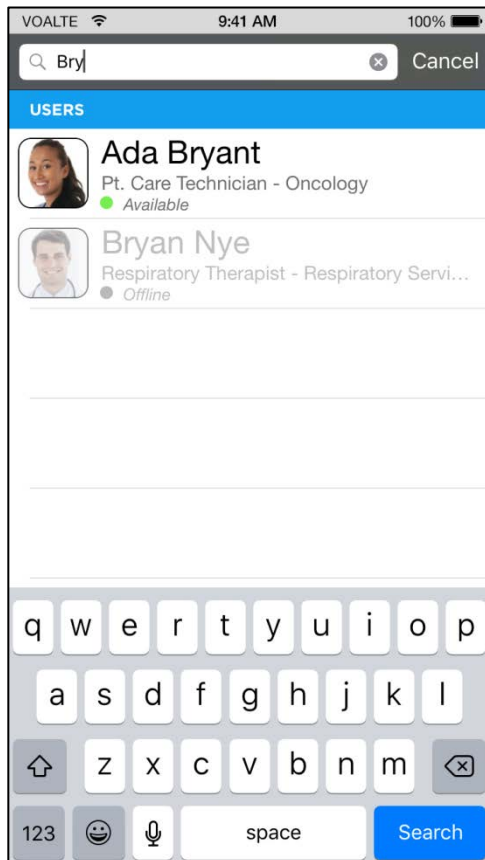 VOALTE 9:41 AM 100%
Bry Cancel
USERS
Ada Bryant
Pt. Care Technician - Oncology
Available
Bryan Nye
Respiratory Therapist - Respiratory Servi...
Offline
q w e r t y u i o p
a s d f g h j k l
z x c v b n m
123 space Search